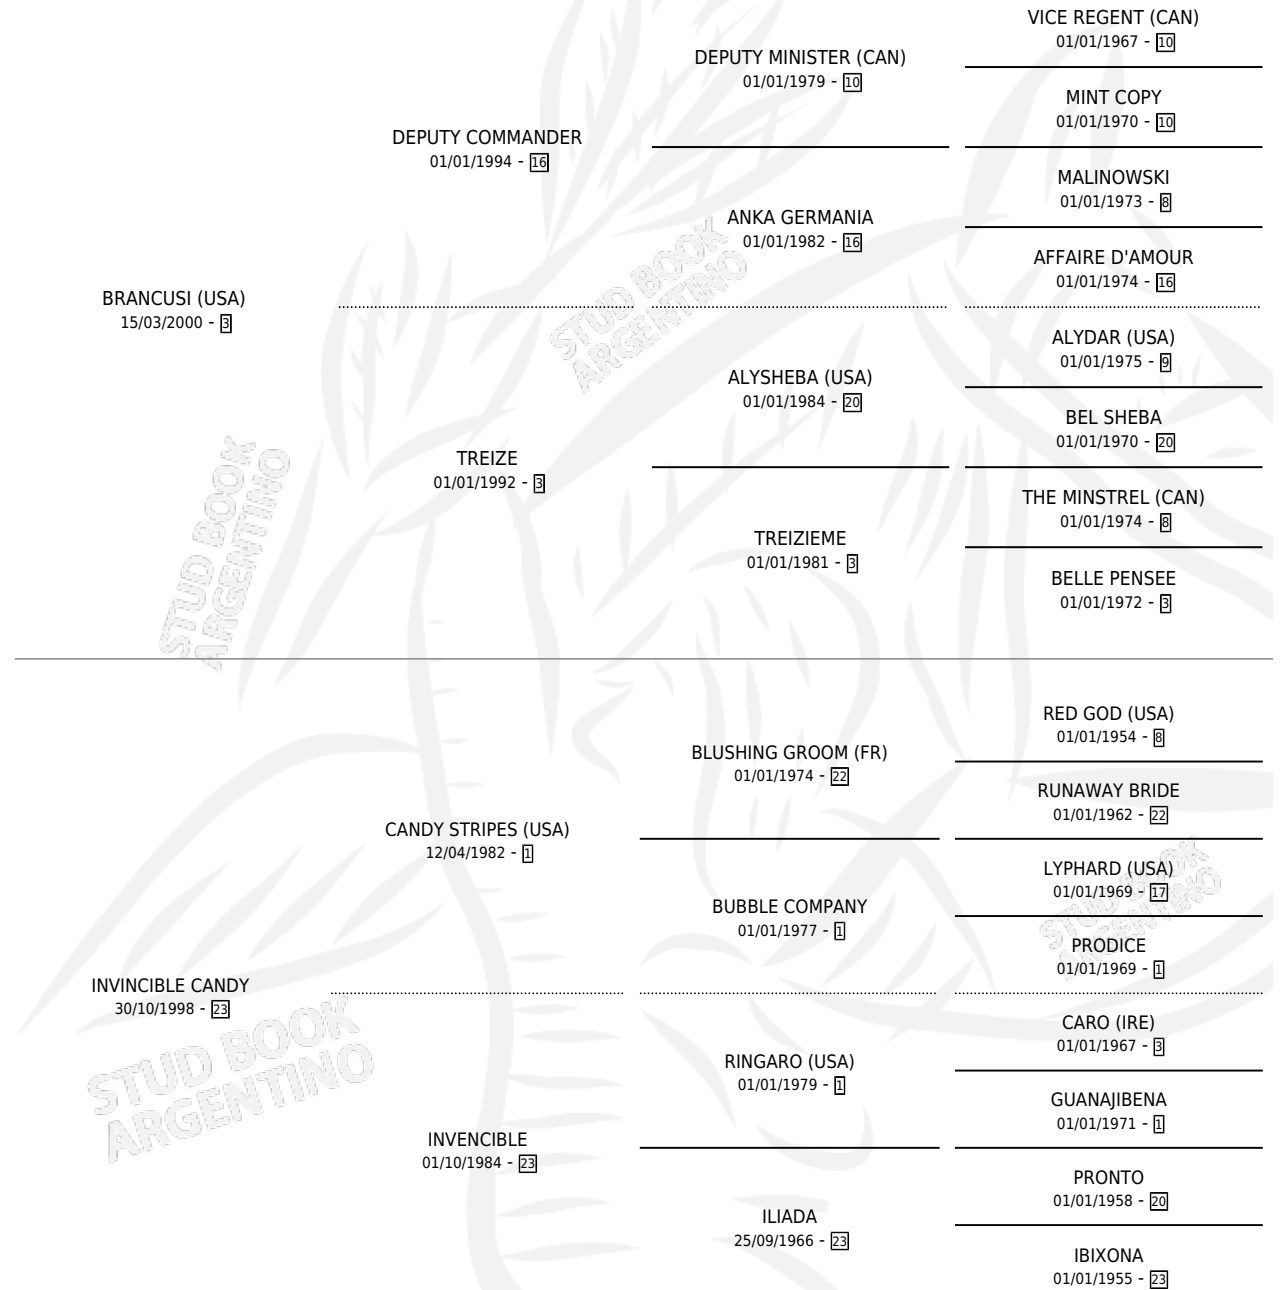 VICE REGENT (CAN)
01/01/1967 - 10
DEPUTY MINISTER (CAN)
01/01/1979 - 10
MINT COPY
01/01/1970 - 10
DEPUTY COMMANDER
01/01/1994 - 16
MALINOWSKI
01/01/1973 - 8
ANKA GERMANIA
01/01/1982 - 16
AFFAIRE D'AMOUR
01/01/1974 - 16
BRANCUSI (USA)
15/03/2000 - 3
STUD BOOK
ARGENTINO
ALYDAR (USA)
01/01/1975 - 9
ALYSHEBA (USA)
01/01/1984 - 20
BEL SHEBA
01/01/1970 - 20
TREIZE
01/01/1992 - 3
THE MINSTREL (CAN)
01/01/1974 - 8
TREIZIEME
01/01/1981 - 3
BELLE PENSEE
01/01/1972 - 3
STUD BOOK
ARGENTINO
RED GOD (USA)
01/01/1954 - 8
BLUSHING GROOM (FR)
01/01/1974 - 22
RUNAWAY BRIDE
01/01/1962 - 22
CANDY STRIPES (USA)
12/04/1982 - 1
LYPHARD (USA)
01/01/1969 - 17
BUBBLE COMPANY
01/01/1977 - 1
STUD BOOK
ARGENTINO
PRODICE
01/01/1969 - 1
INVINCIBLE CANDY
30/10/1998 - 23
STUD BOOK
ARGENTINO
CARO (IRE)
01/01/1967 - 3
RINGARO (USA)
01/01/1979 - 1
GUANAJIBENA
01/01/1971 - 1
INVENCIBLE
01/10/1984 - 23
PRONTO
01/01/1958 - 20
ILIADA
25/09/1966 - 23
IBIXONA
01/01/1955 - 23